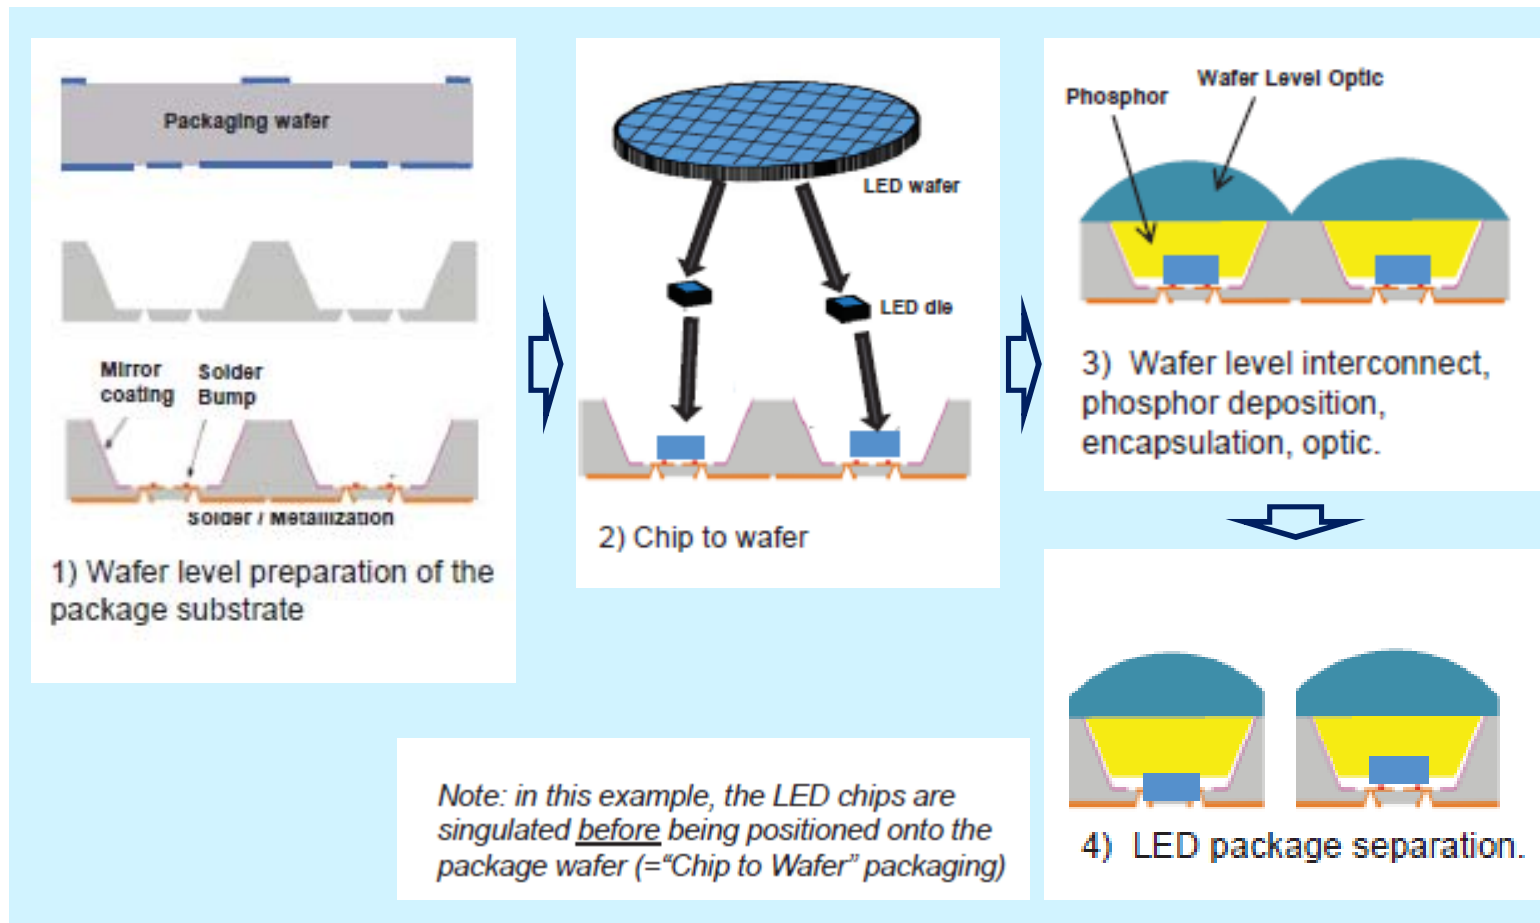 Packaging wafer
Mirror
coating
Solder
Bump
Solder / Metallization
1) Wafer level preparation of the
package substrate
LED wafer
LED die
2) Chip to wafer
Wafer Level Optic
Phosphor
3) Wafer level interconnect,
phosphor deposition,
encapsulation, optic.
4) LED package separation.
Note: in this example, the LED chips are
singulated before being positioned onto the
package wafer (=“Chip to Wafer” packaging)